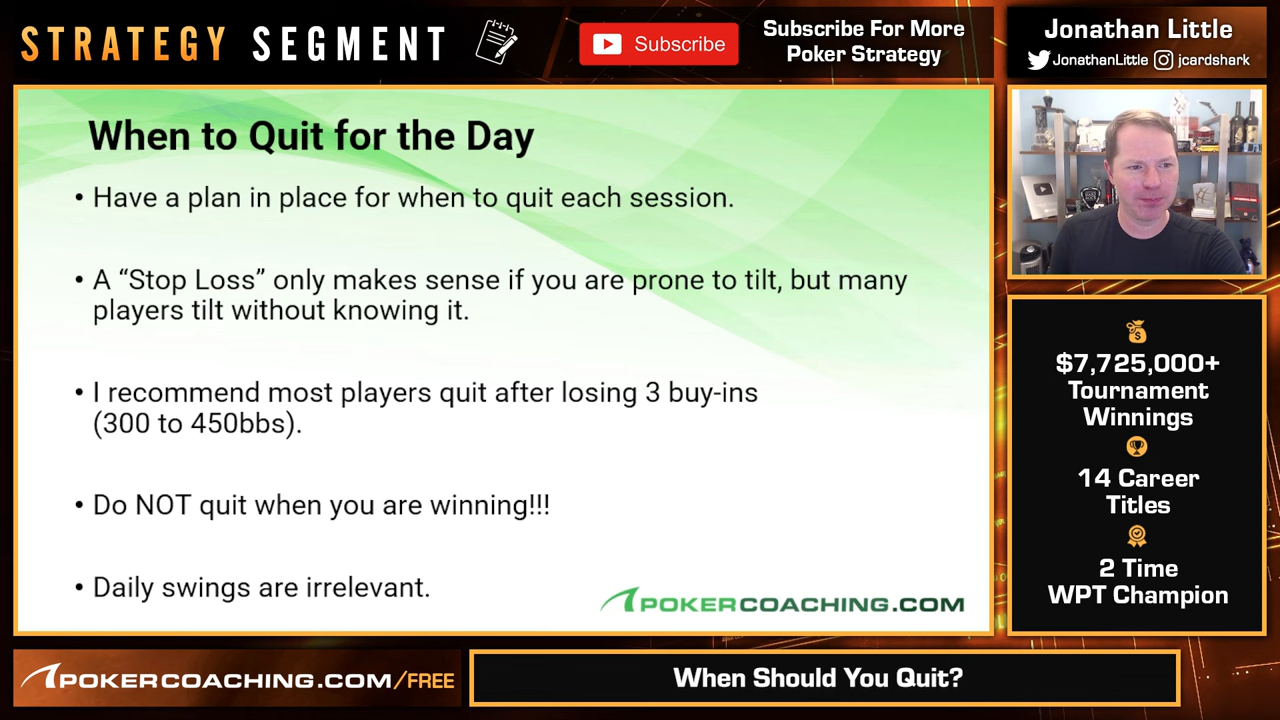 STRATEGY SEGMENT
Subscribe
Subscribe For More
Poker Strategy
Jonathan Little
JonathanLittle jcardshark
When to Quit for the Day
• Have a plan in place for when to quit each session.
• A “Stop Loss” only makes sense if you are prone to tilt, but many
players tilt without knowing it.
• I recommend most players quit after losing 3 buy-ins
(300 to 450bbs).
• Do NOT quit when you are winning!!!
• Daily swings are irrelevant.
POKERCOACHING.COM
$7,725,000+
Tournament
Winnings
14 Career
Titles
2 Time
WPT Champion
POKERCOACHING.COM/FREE
When Should You Quit?